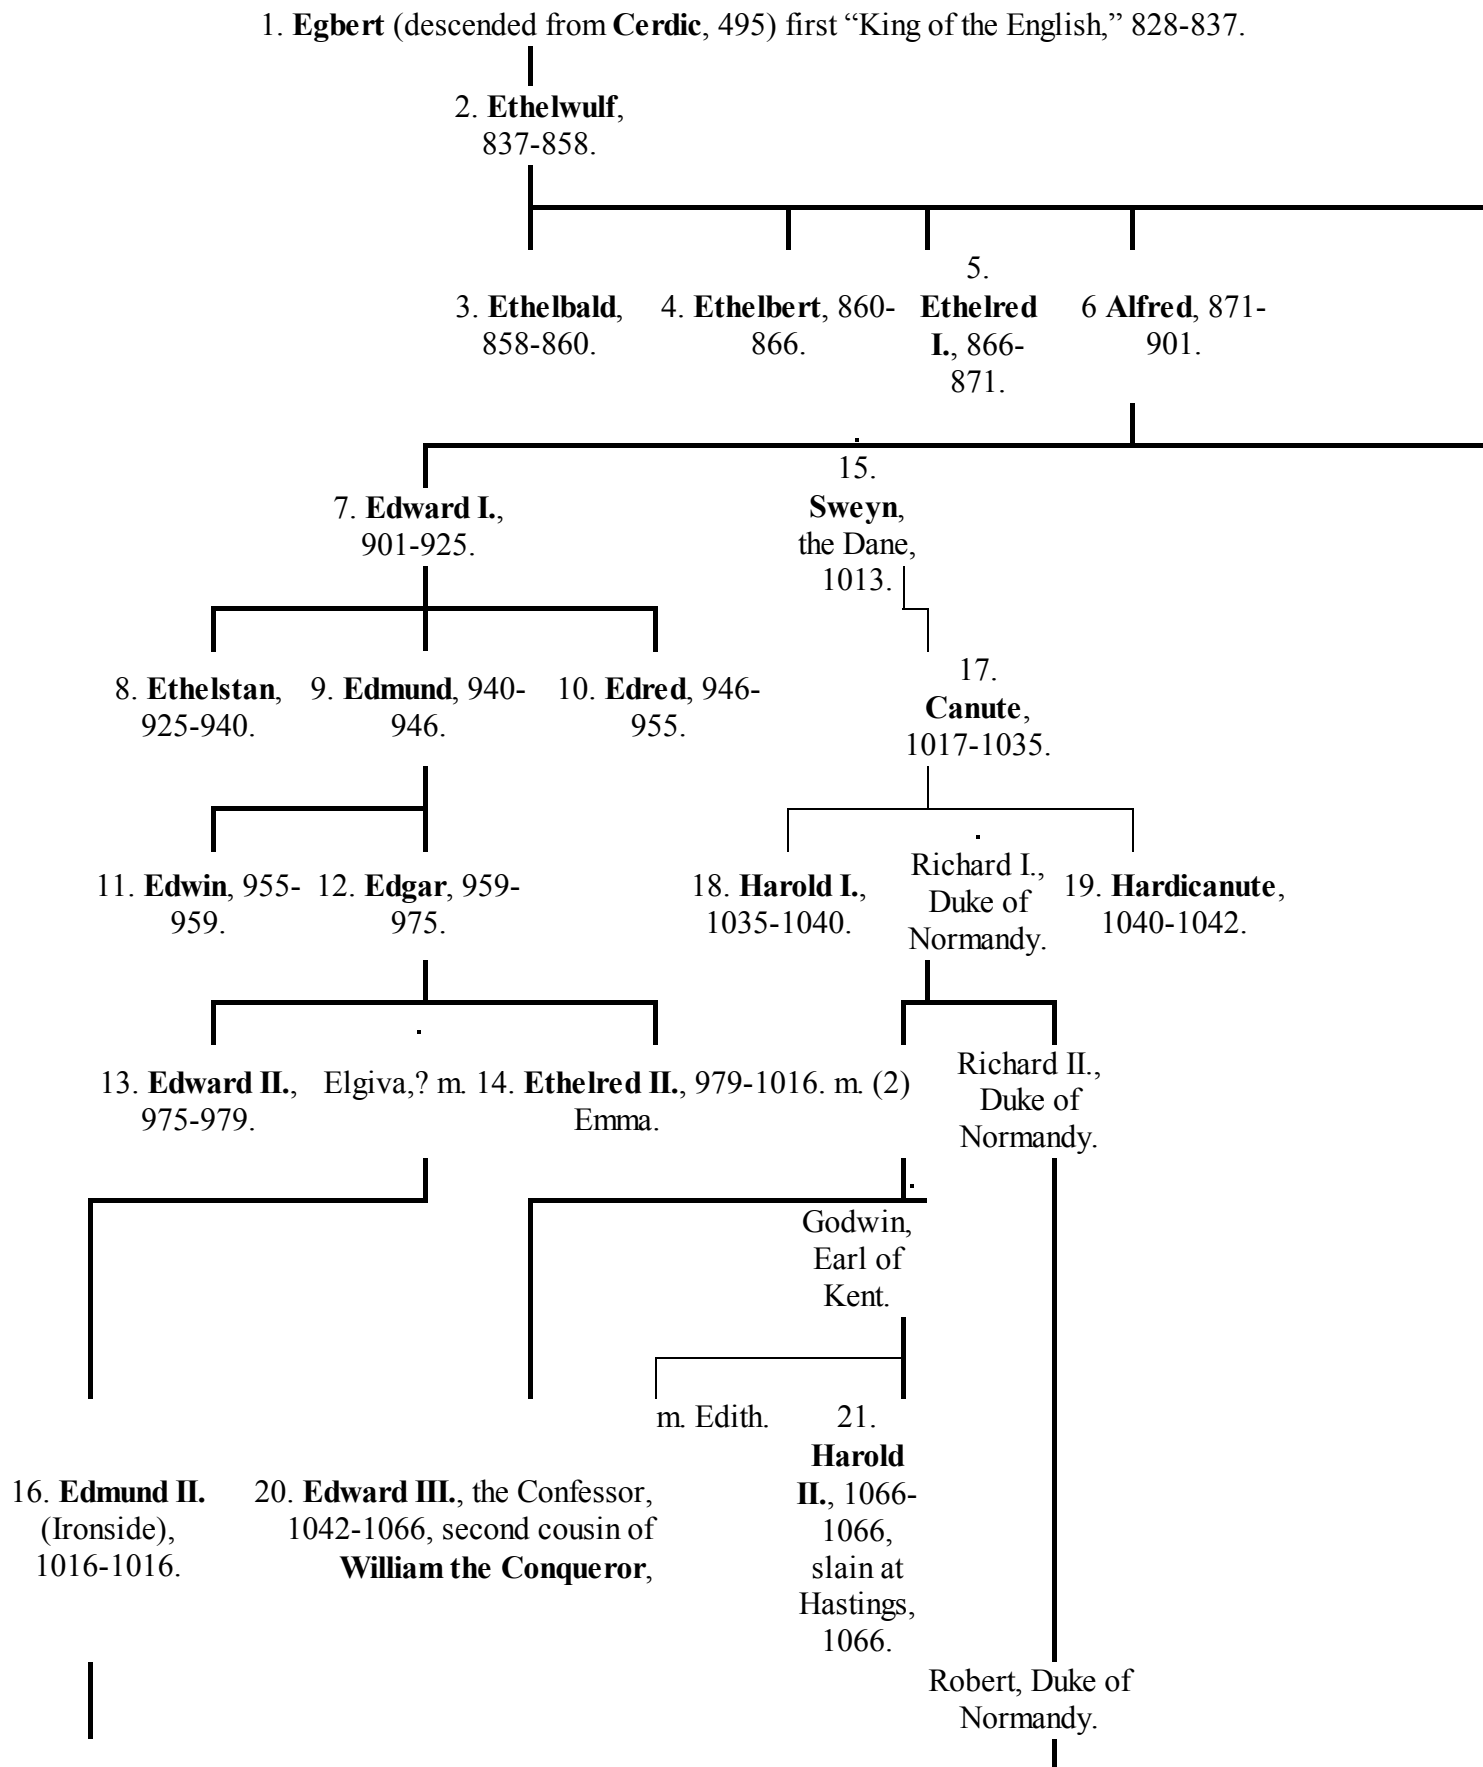 1. Egbert (descended from Cerdic, 495) first “King of the English,” 828-837.
2. Ethelwulf,
837-858.
3. Ethelbald,
858-860.
4. Ethelbert, 860-
866.
5.
Ethelred
I., 866-
871.
6 Alfred, 871-
901.
7. Edward I.,
901-925.
15.
Sweyn,
the Dane,
1013.
8. Ethelstan,
925-940.
9. Edmund, 940-
946.
10. Edred, 946-
955.
17.
Canute,
1017-1035.
11. Edwin, 955-
959.
12. Edgar, 959-
975.
18. Harold I.,
1035-1040.
Richard I.,
Duke of
Normandy.
19. Hardicanute,
1040-1042.
13. Edward II.,
975-979.
Elgiva,? m. 14. Ethelred II., 979-1016. m. (2)
Emma.
Richard II.,
Duke of
Normandy.
Godwin,
Earl of
Kent.
m. Edith.
16. Edmund II.
(Ironside),
1016-1016.
20. Edward III., the Confessor,
1042-1066, second cousin of
William the Conqueror,
21.
Harold
II., 1066-
1066,
slain at
Hastings,
1066.
Robert, Duke of
Normandy.